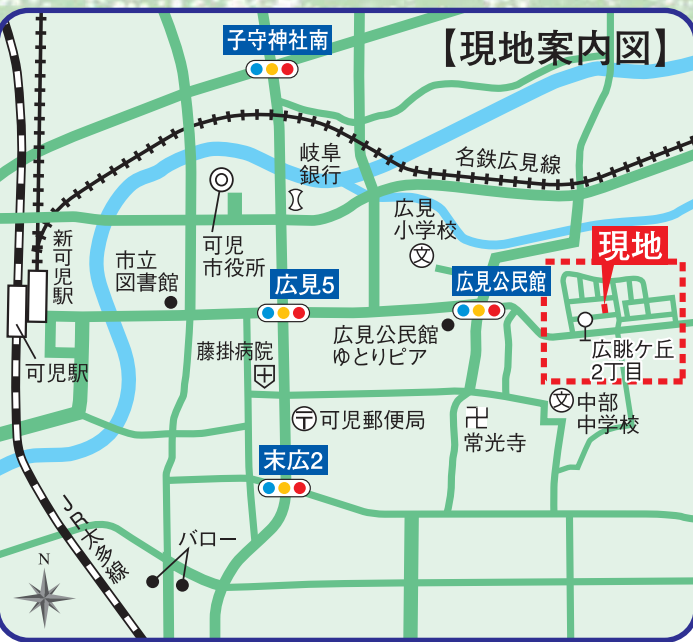 【現地案内図】
子守神社南
岐阜
銀行
名鉄広見線
広見
小学校
文
新可児駅
市立
図書館
可児
市役所
現地
広見5
広見公民館
広見公民館
ゆとりピア
藤掛病院
可児駅
広眺ケ丘
2丁目
〒
可児郵便局
卍
常光寺
文
中部
中学校
末広2
JR太多線
バロー
N